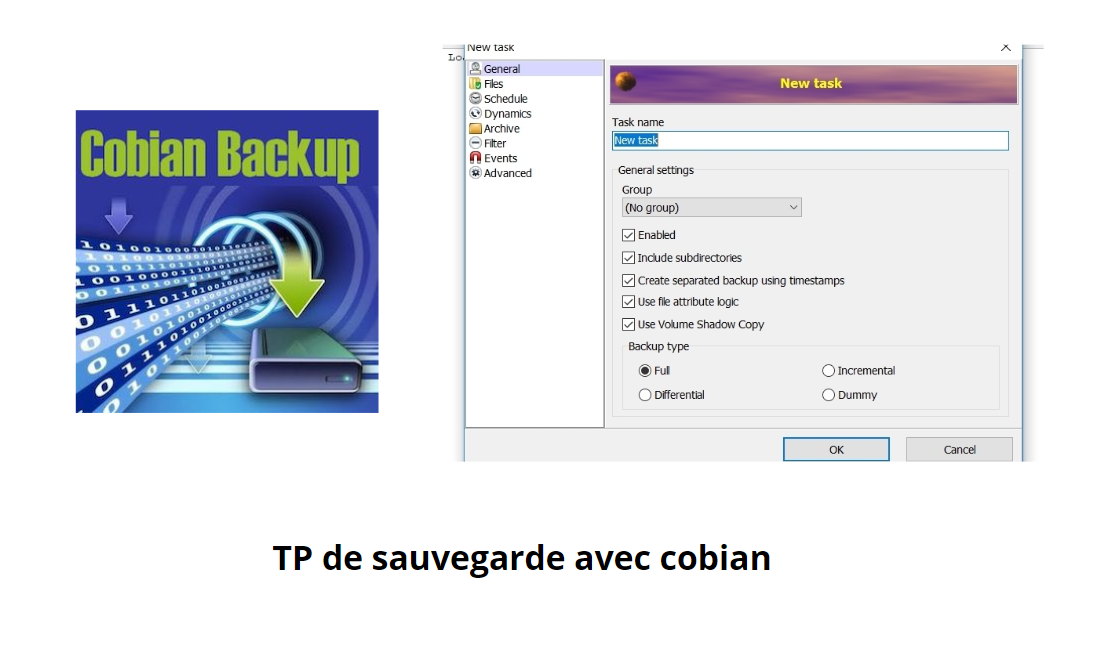 Cobian Backup
New task
General
Files
Schedule
Dynamics
Archive
Filter
Events
Advanced
New task
Task name
New task
General settings
Group
(No group)
Enabled
Include subdirectories
Create separated backup using timestamps
Use file attribute logic
Use Volume Shadow Copy
Backup type
Full
Incremental
Differential
Dummy
OK
Cancel
TP de sauvegarde avec cobian